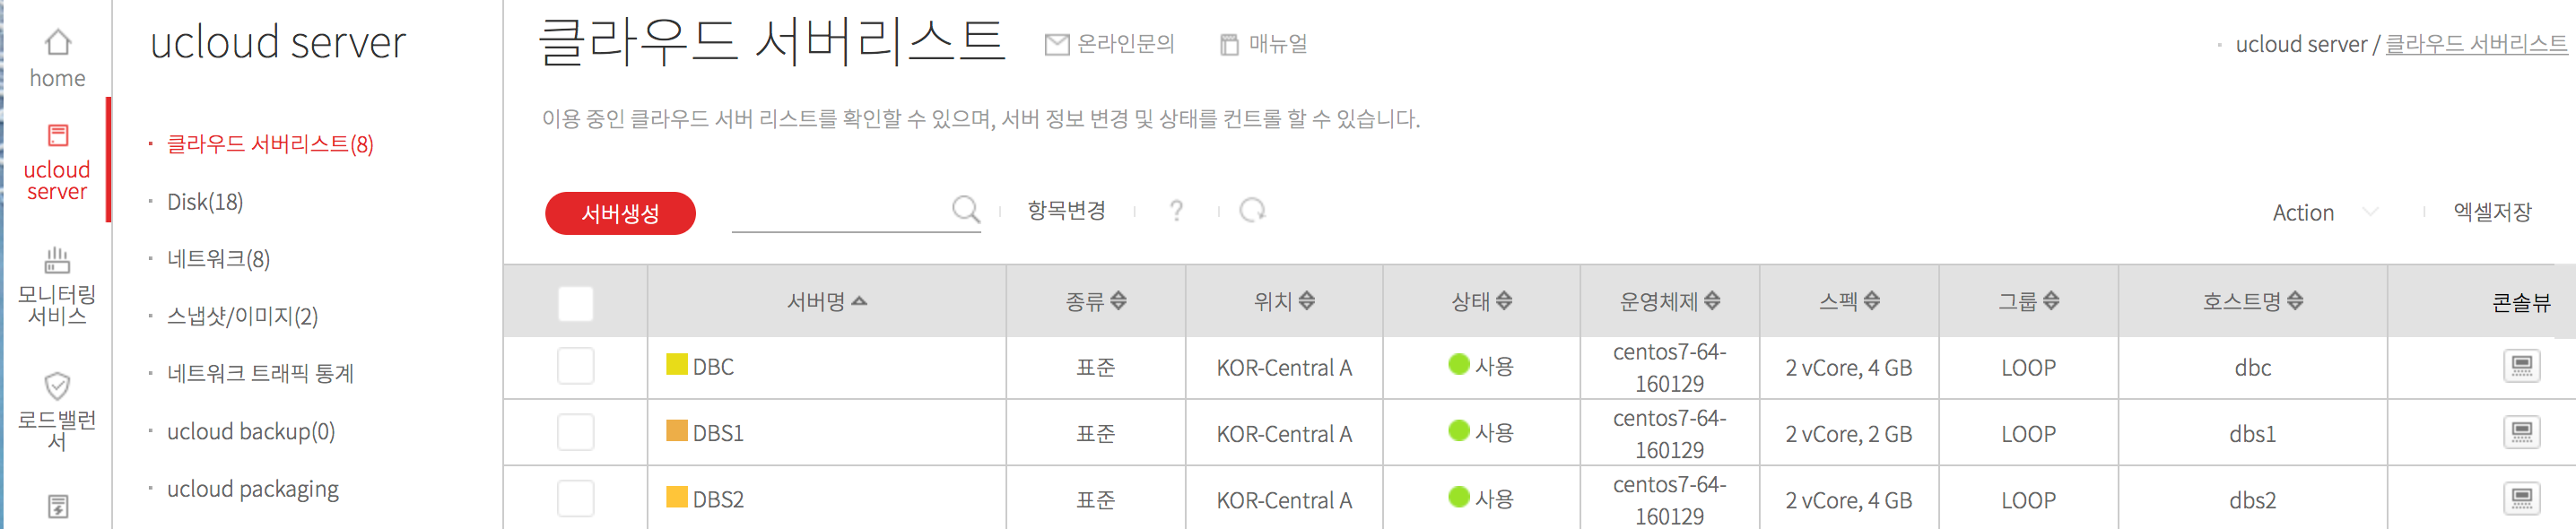 home
ucloud
server
모니터링
서비스
로드밸런
서
ucloud server
클라우드 서버리스트(8)
Disk(18)
네트워크(8)
스냅샷/이미지(2)
네트워크 트래픽 통계
ucloud backup(0)
ucloud packaging
클라우드 서버리스트 온라인문의 매뉴얼
ucloud server / 클라우드 서버리스트
이용 중인 클라우드 서버 리스트를 확인할 수 있으며, 서버 정보 변경 및 상태를 컨트롤 할 수 있습니다.
서버생성 항목변경 ? Action 엑셀저장
서버명 종류 위치 상태 운영체제 스펙 그룹 호스트명 콘솔뷰
DBC 표준 KOR-Central A 사용 centos7-64-160129 2 vCore, 4 GB LOOP dbc
DBS1 표준 KOR-Central A 사용 centos7-64-160129 2 vCore, 2 GB LOOP dbs1
DBS2 표준 KOR-Central A 사용 centos7-64-160129 2 vCore, 4 GB LOOP dbs2